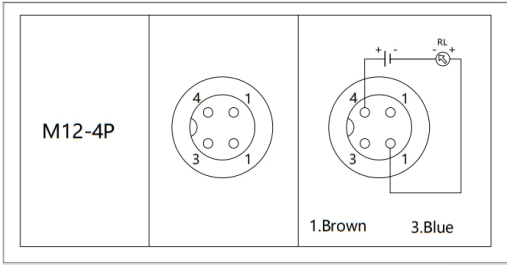 M12-4P
4 1
3 1
+ - RL - +
4 1
3 1
1.Brown 3.Blue